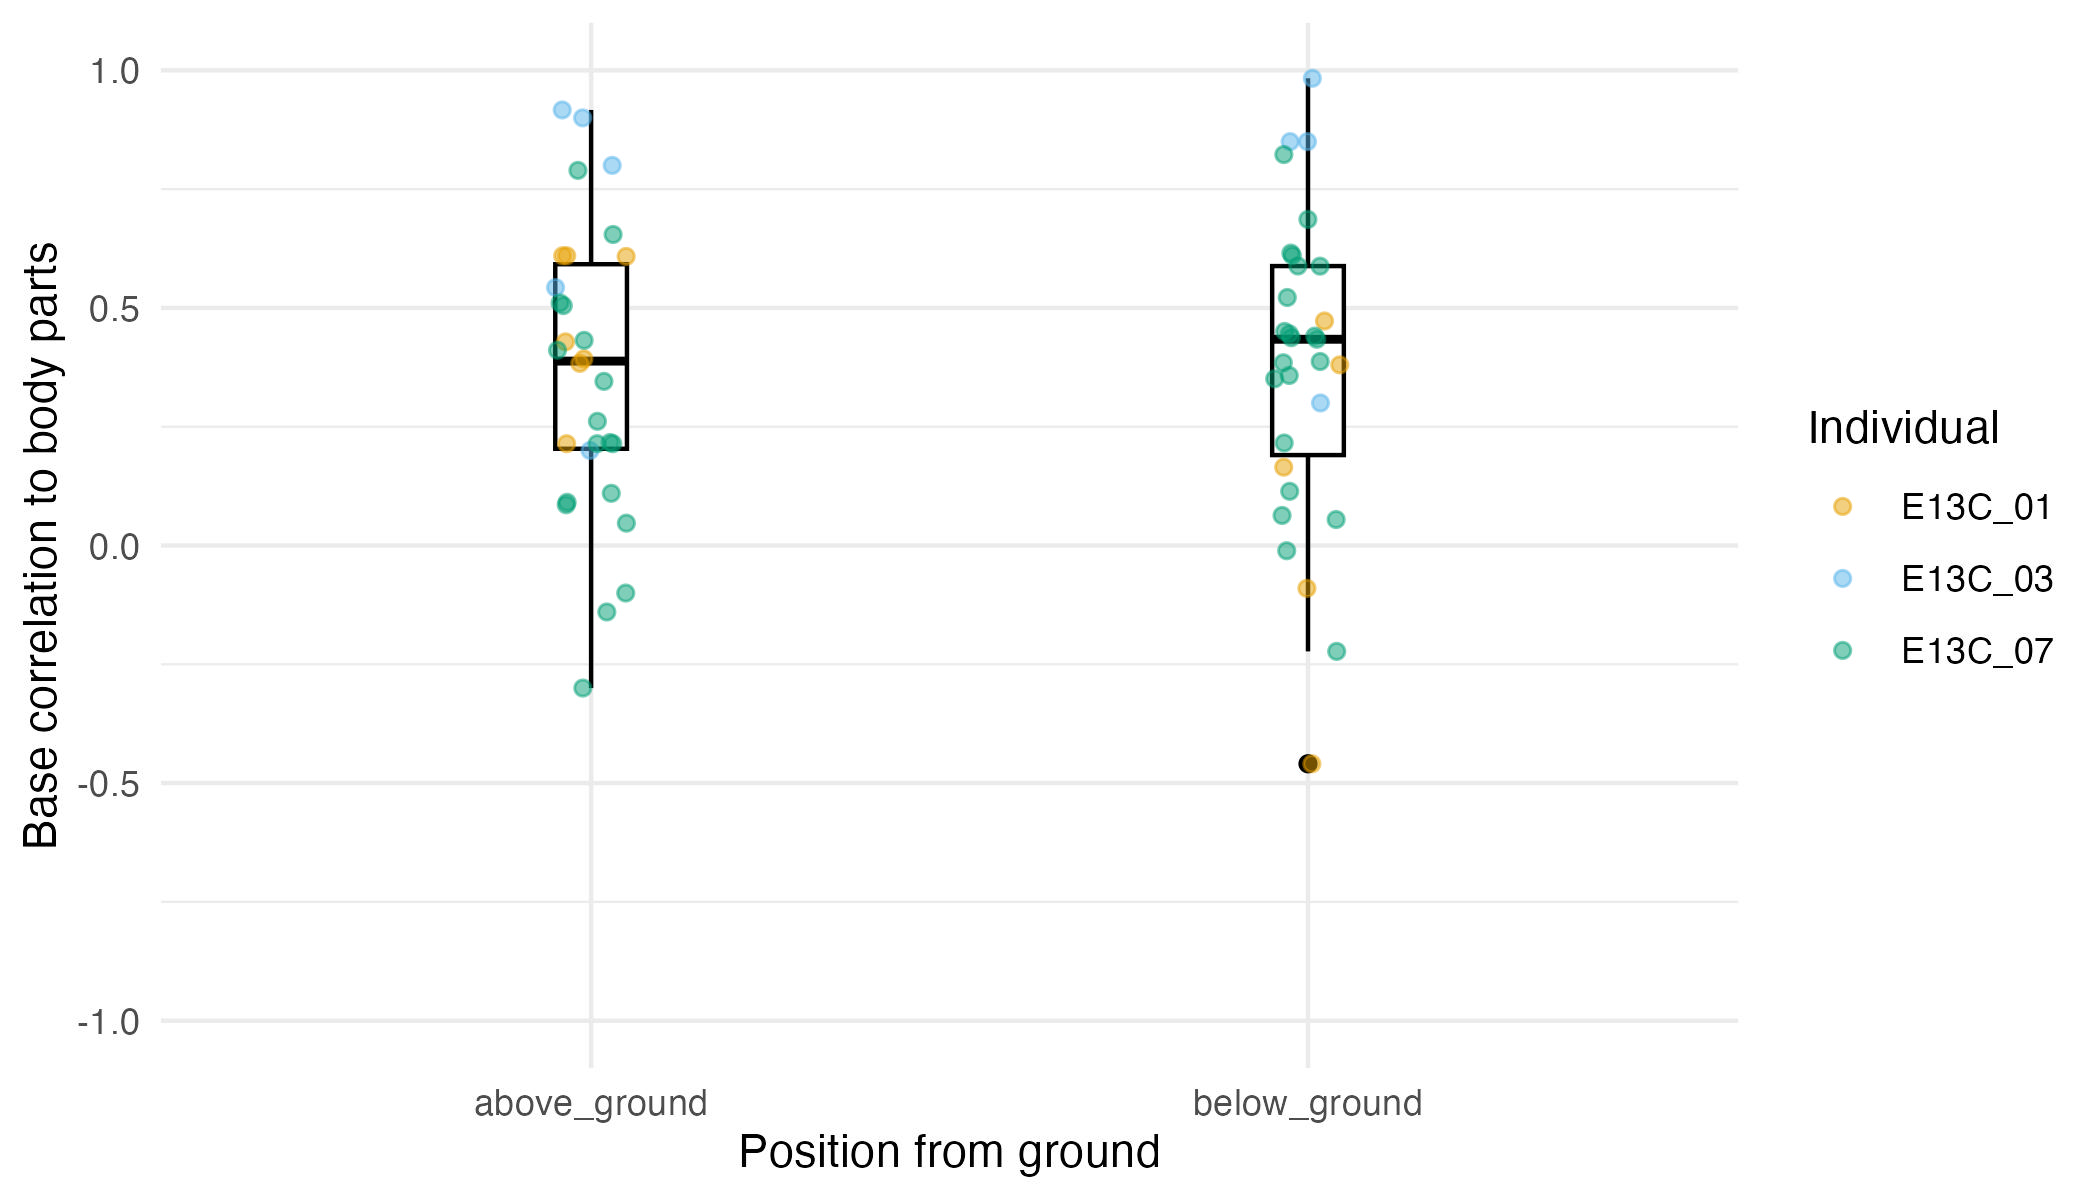 Base correlation to body parts
1.0
0.5
0.0
-0.5
-1.0
above_ground
below_ground
Position from ground
Individual
E13C_01
E13C_03
E13C_07